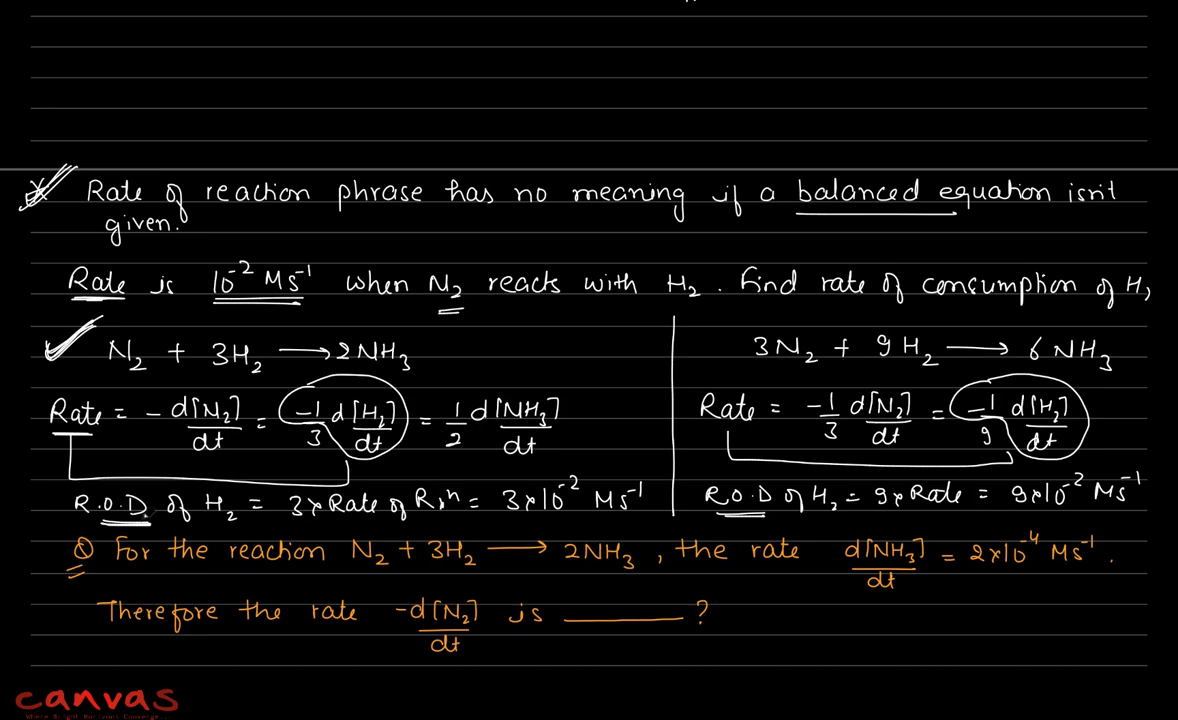 Rate of reaction phrase has no meaning if a balanced equation isn't
given.
Rate is 10⁻² Ms⁻¹ when N₂ reacts with H₂. Find rate of consumption of H₂
N₂ + 3H₂ ⟶ 2NH₃
Rate = -d[N₂]/dt = -1/3 d[H₂]/dt = 1/2 d[NH₃]/dt
R.O.D. of H₂ = 3 × Rate of Rxⁿ = 3×10⁻² Ms⁻¹
3N₂ + 9H₂ ⟶ 6NH₃
Rate = -1/3 d[N₂]/dt = -1/9 d[H₂]/dt
R.O.D of H₂ = 9 × Rate = 9×10⁻² Ms⁻¹
Q For the reaction N₂ + 3H₂ ⟶ 2NH₃, the rate d[NH₃]/dt = 2×10⁻⁴ Ms⁻¹.
Therefore the rate -d[N₂]/dt is ______?
canvas